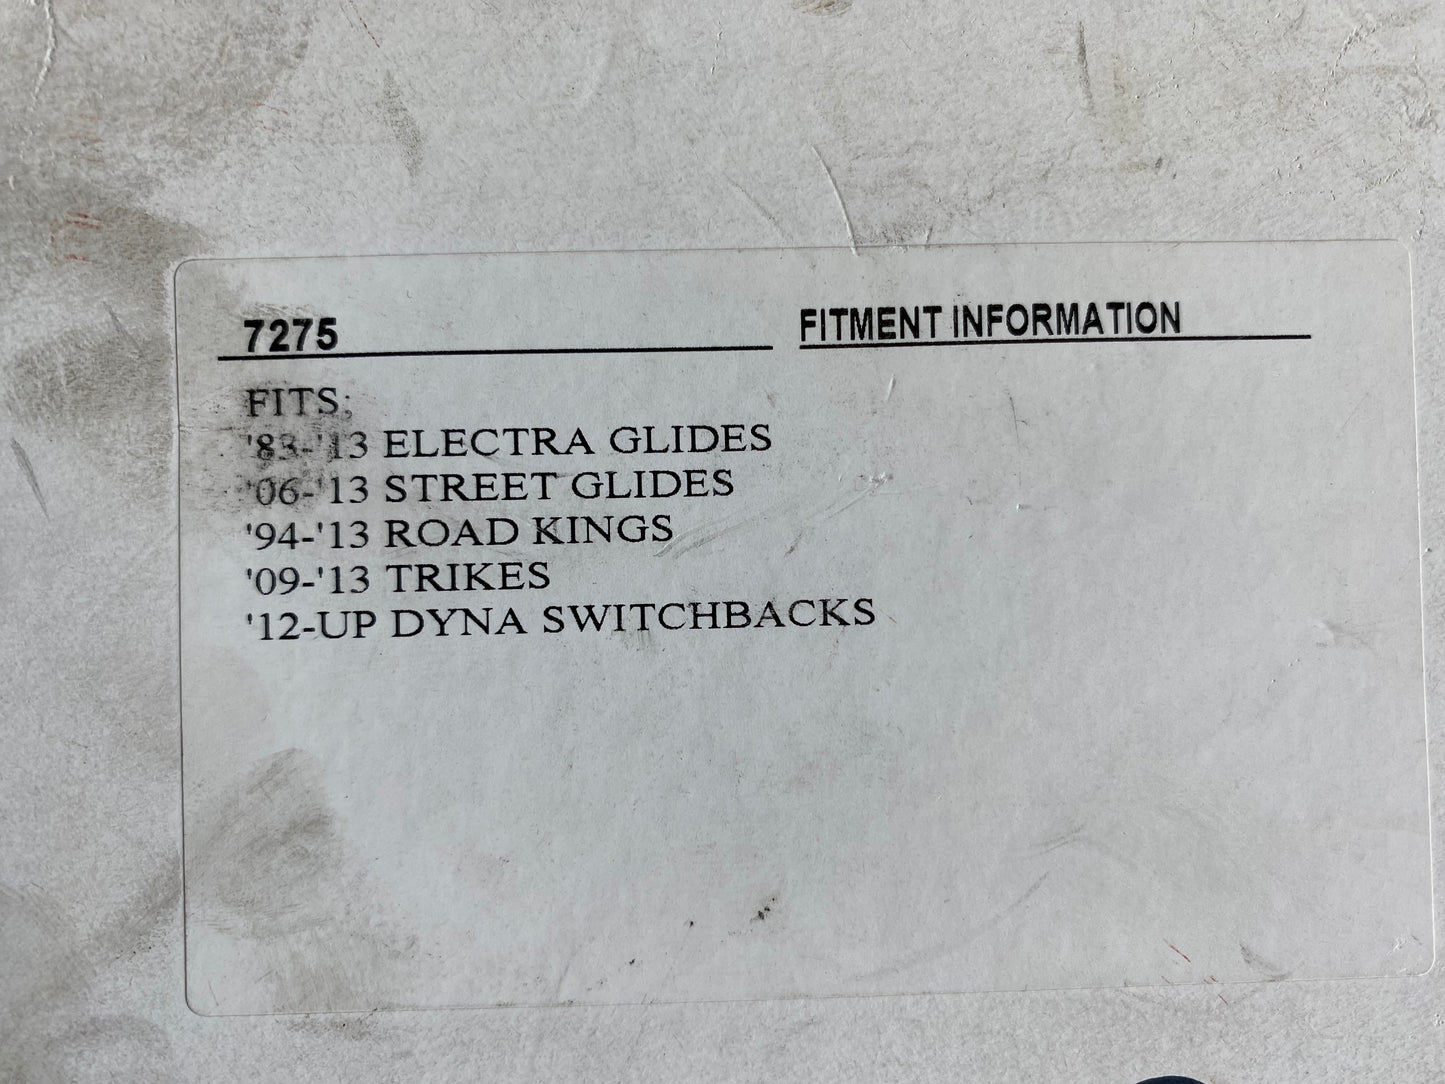 7275
FITMENT INFORMATION
FITS:
'83-'13 ELECTRA GLIDES
'06-'13 STREET GLIDES
'94-'13 ROAD KINGS
'09-'13 TRIKES
'12-UP DYNA SWITCHBACKS